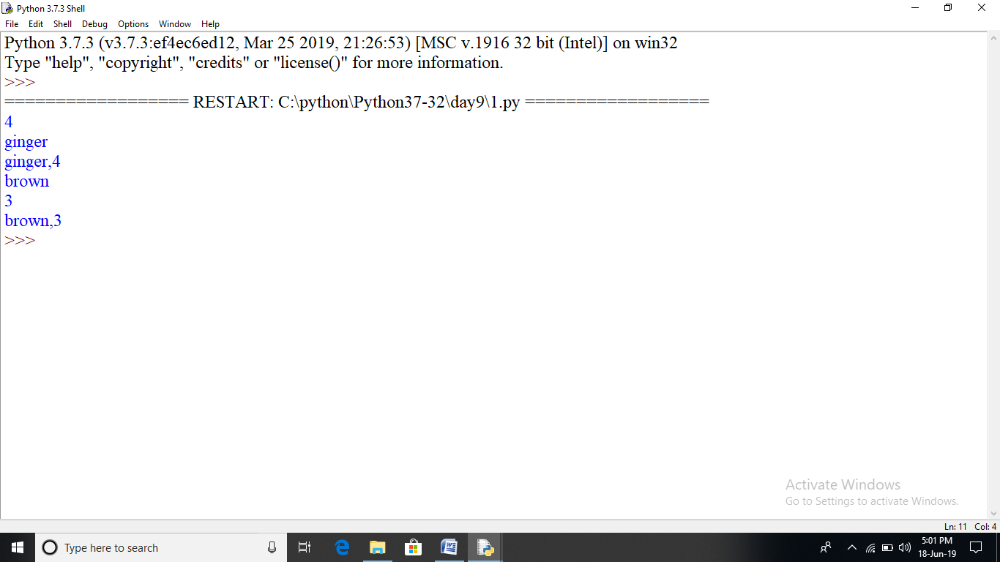 Python 3.7.3 Shell
File Edit Shell Debug Options Window Help
Python 3.7.3 (v3.7.3:ef4ec6ed12, Mar 25 2019, 21:26:53) [MSC v.1916 32 bit (Intel)] on win32
Type "help", "copyright", "credits" or "license()" for more information.
>>>
================== RESTART: C:\python\Python37-32\day9\1.py ==================
4
ginger
ginger,4
brown
3
brown,3
>>>
Activate Windows
Go to Settings to activate Windows.
Ln: 11 Col: 4
Type here to search
5:01 PM
18-Jun-19